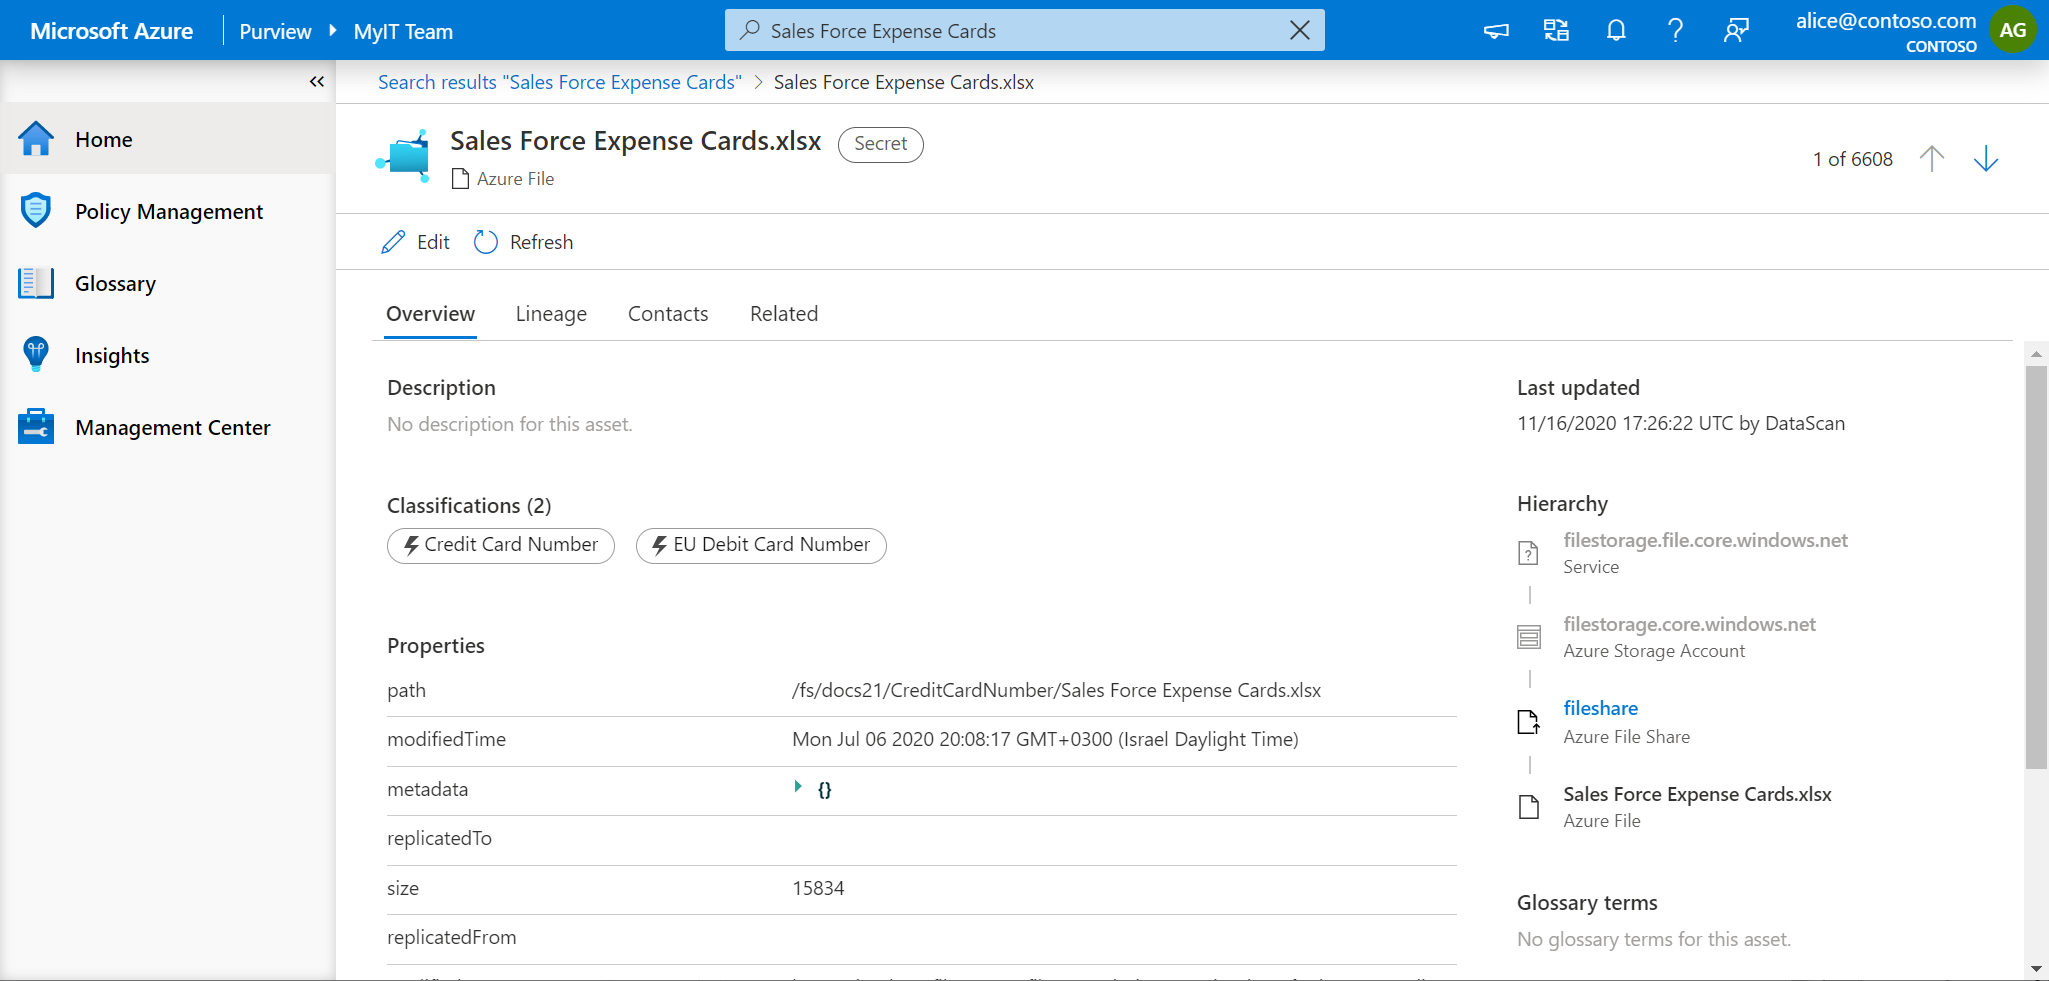 Microsoft Azure Purview MyIT Team Sales Force Expense Cards alice@contoso.com
CONTOSO
AG
Home
Policy Management
Glossary
Insights
Management Center
Search results "Sales Force Expense Cards" > Sales Force Expense Cards.xlsx
Sales Force Expense Cards.xlsx Secret
Azure File
1 of 6608
Edit Refresh
Overview Lineage Contacts Related
Description
No description for this asset.
Classifications (2)
Credit Card Number EU Debit Card Number
Properties
path /fs/docs21/CreditCardNumber/Sales Force Expense Cards.xlsx
modifiedTime Mon Jul 06 2020 20:08:17 GMT+0300 (Israel Daylight Time)
metadata {}
replicatedTo
size 15834
replicatedFrom
Last updated
11/16/2020 17:26:22 UTC by DataScan
Hierarchy
filestorage.file.core.windows.net
Service
filestorage.core.windows.net
Azure Storage Account
fileshare
Azure File Share
Sales Force Expense Cards.xlsx
Azure File
Glossary terms
No glossary terms for this asset.